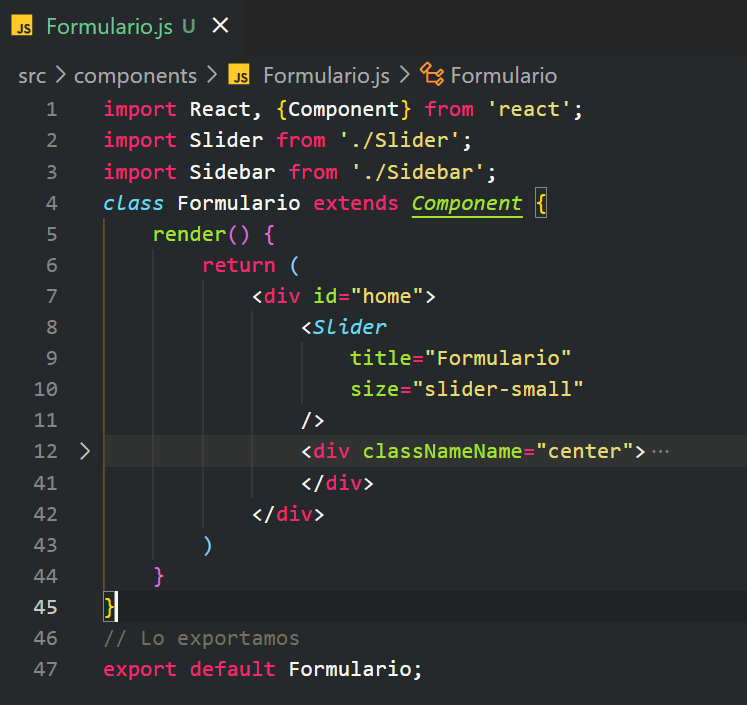 JS Formulario.js U ×
src > components > JS Formulario.js > Formulario
1 import React, {Component} from 'react';
2 import Slider from './Slider';
3 import Sidebar from './Sidebar';
4 class Formulario extends Component {
5 render() {
6 return (
7 <div id="home">
8 <Slider
9 title="Formulario"
10 size="slider-small"
11 />
12 > <div classNameName="center">···
41 </div>
42 </div>
43 )
44 }
45 }
46 // Lo exportamos
47 export default Formulario;